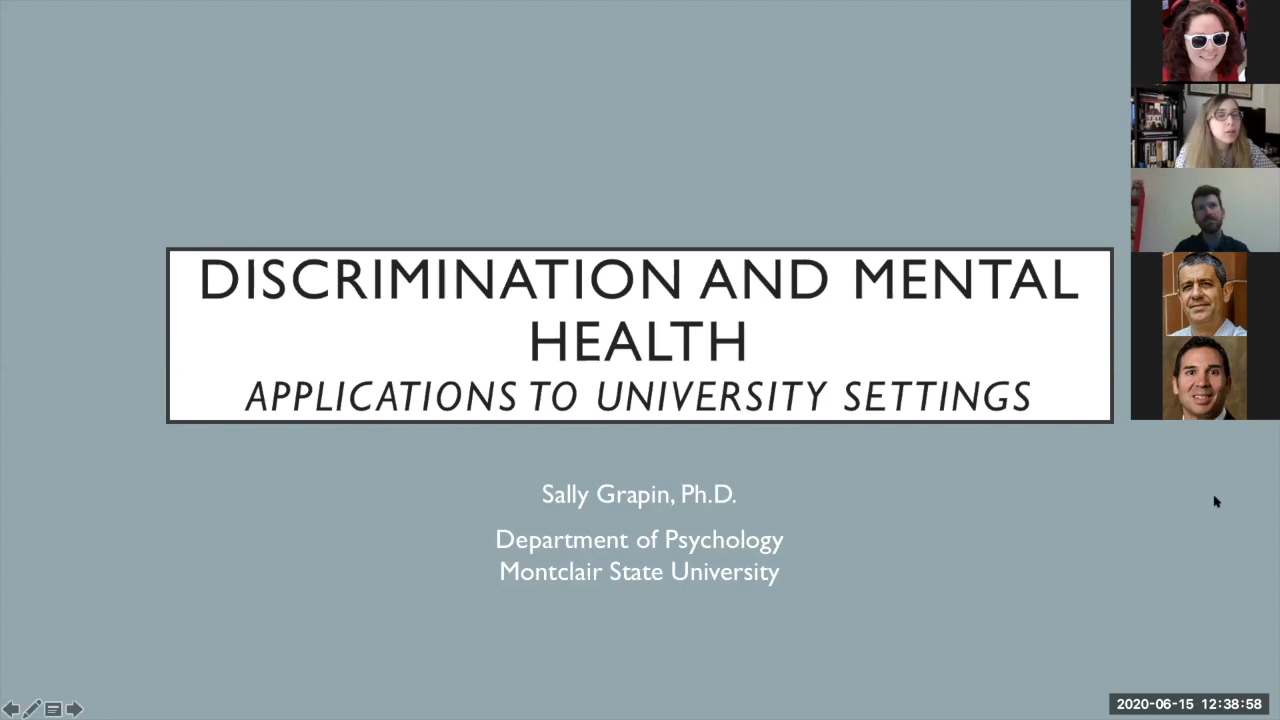 DISCRIMINATION AND MENTAL
HEALTH
APPLICATIONS TO UNIVERSITY SETTINGS
Sally Grapin, Ph.D.
Department of Psychology
Montclair State University
2020-06-15 12:38:58